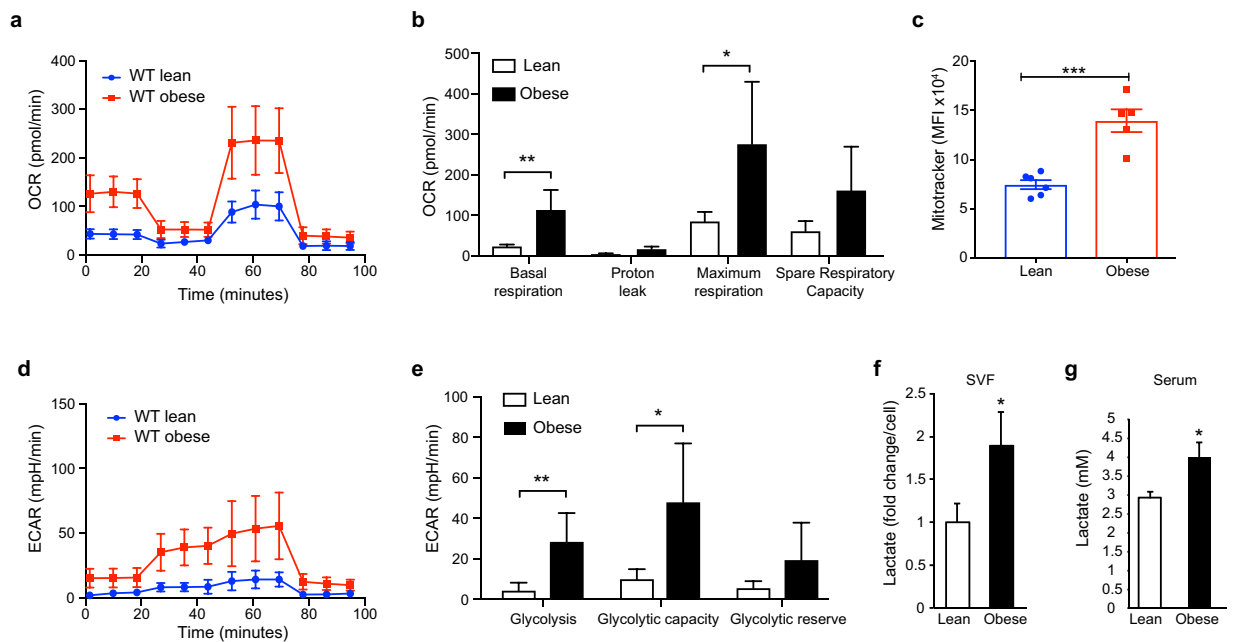 a
400
300
200
100
0
OCR (pmol/min)
WT lean
WT obese
0 20 40 60 80 100
Time (minutes)
b
500
400
300
200
100
0
OCR (pmol/min)
Lean
Obese
**
*
Basal
respiration
Proton
leak
Maximum
respiration
Spare Respiratory
Capacity
c
20
15
10
5
0
Mitotracker (MFI x10⁴)
***
Lean Obese
d
150
100
50
0
ECAR (mpH/min)
WT lean
WT obese
0 20 40 60 80 100
Time (minutes)
e
100
80
60
40
20
0
ECAR (mpH/min)
Lean
Obese
**
*
Glycolysis Glycolytic capacity Glycolytic reserve
f
SVF
2.5
2
1.5
1
0.5
0
Lactate (fold change/cell)
*
Lean Obese
g
Serum
5
4.5
4
3.5
3
2.5
2
1.5
1
0.5
0
Lactate (mM)
*
Lean Obese